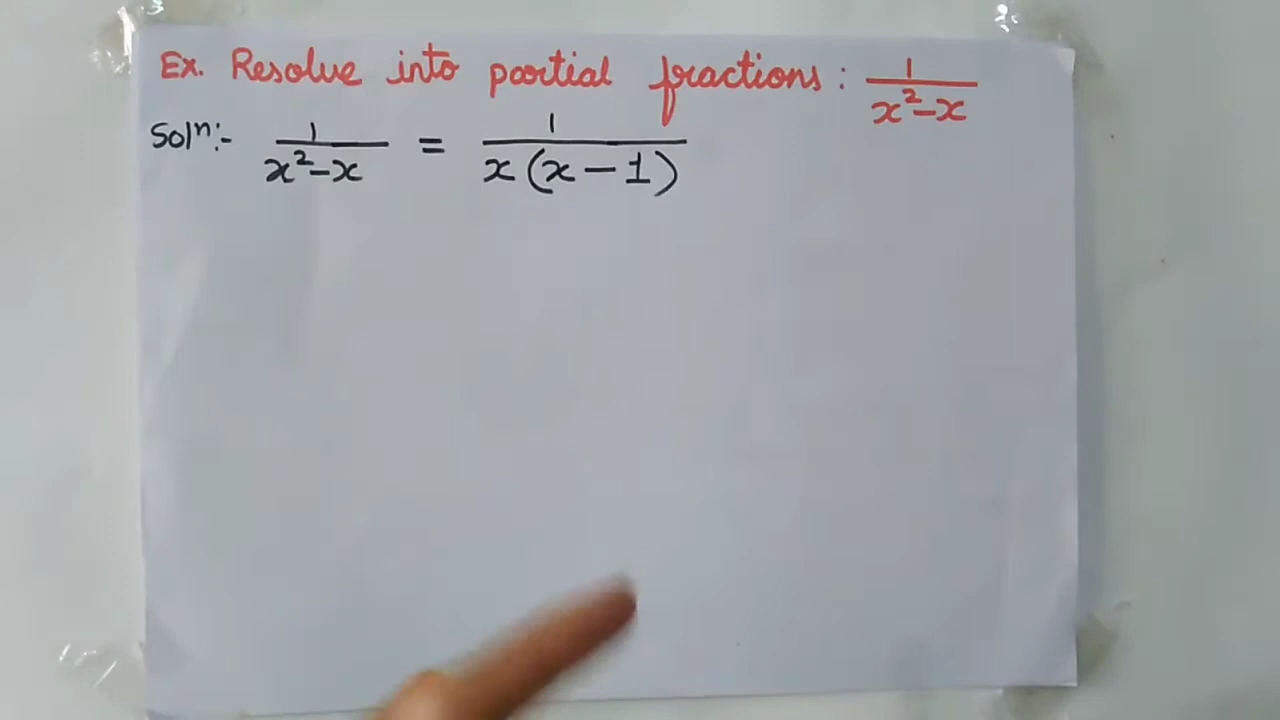 Ex. Resolve into partial fractions : 1/(x²-x)
Solⁿ:- 1/(x²-x) = 1/(x(x-1))